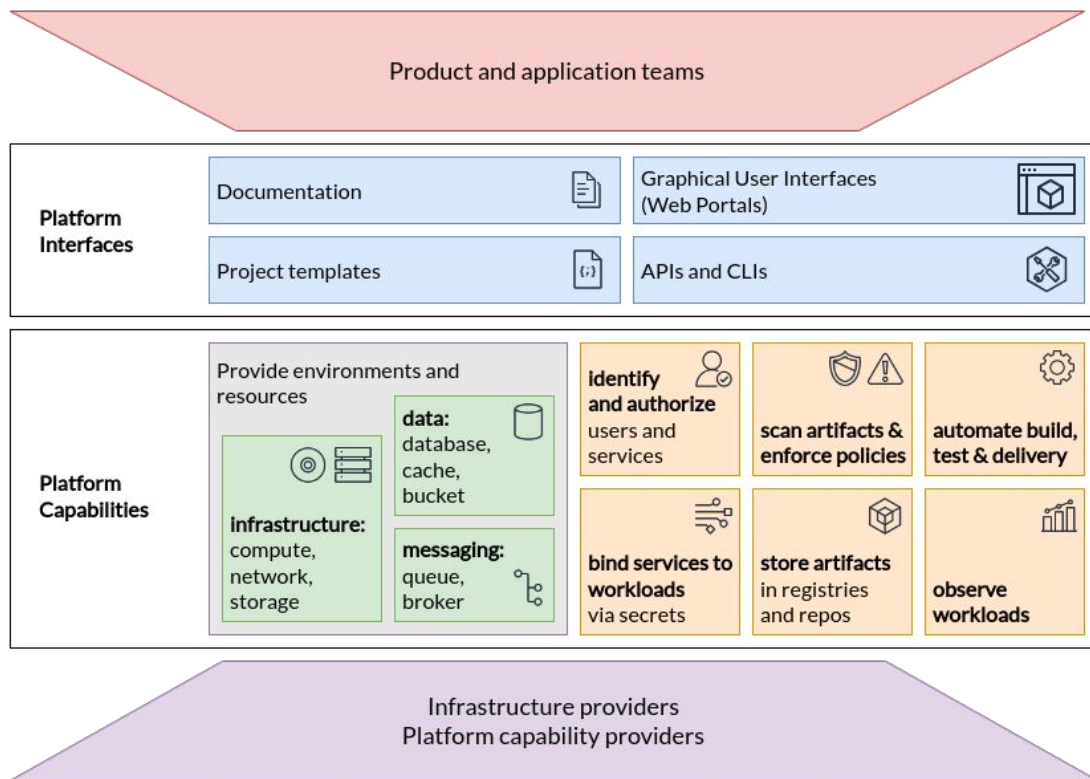 Product and application teams
Platform
Interfaces
Documentation
Graphical User Interfaces
(Web Portals)
Project templates
{;}
APIs and CLIs
Platform
Capabilities
Provide environments and
resources
infrastructure:
compute,
network,
storage
data:
database,
cache,
bucket
messaging:
queue,
broker
identify
and authorize
users and
services
scan artifacts &
enforce policies
automate build,
test & delivery
bind services to
workloads
via secrets
store artifacts
in registries
and repos
observe
workloads
Infrastructure providers
Platform capability providers